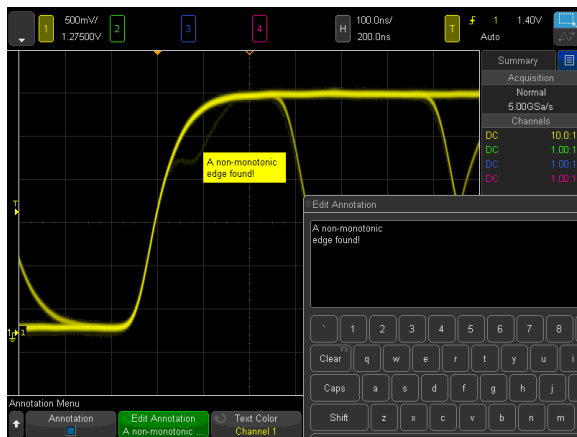 1 500mV/ 2 3 4 H 100.0ns/ T 1 1.40V
1.27500V 200.0ns Auto
Summary
Acquisition
Normal
5.00GSa/s
Channels
DC 10.0:1
DC 1.00:1
DC 1.00:1
DC 1.00:1
A non-monotonic
edge found!
T
1
Edit Annotation
A non-monotonic
edge found!
` 1 2 3 4 5 6 7 8
Clear F9 q w e r t y u i
Caps a s d f g h j
Shift z x c v b n m
Annotation Menu
Annotation Edit Annotation Text Color
A non-monotonic ... Channel 1